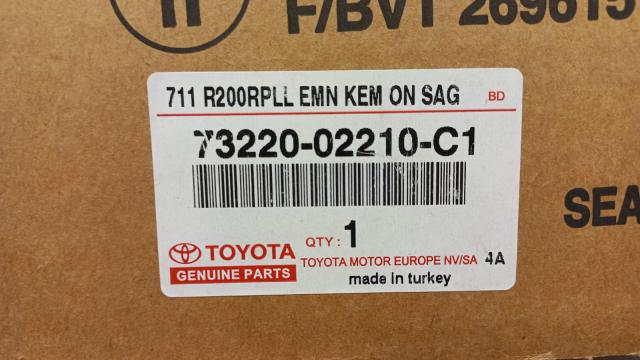 F/BVT 269615
711 R200RPLL EMN KEM ON SAG BD
73220-02210-C1
TOYOTA
GENUINE PARTS
QTY : 1
TOYOTA MOTOR EUROPE NV/SA 4A
made in turkey
SEA